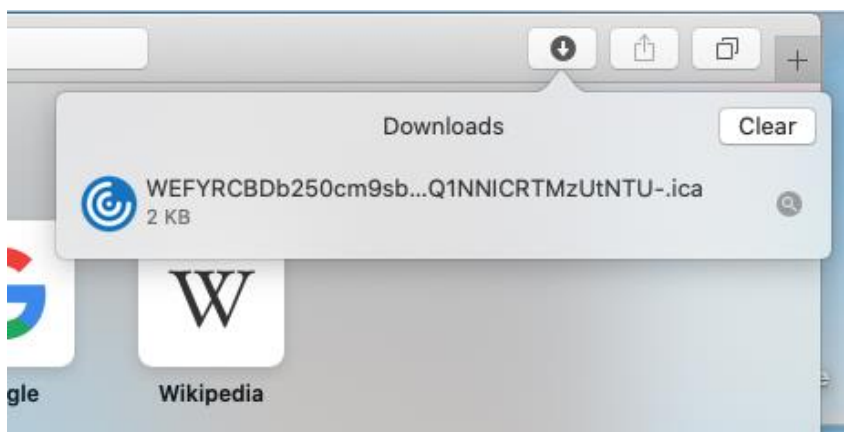 Downloads
Clear
WEFYRCBDb250cm9sb...Q1NNICRTMzUtNTU-.ica
2 KB
W
gle
Wikipedia